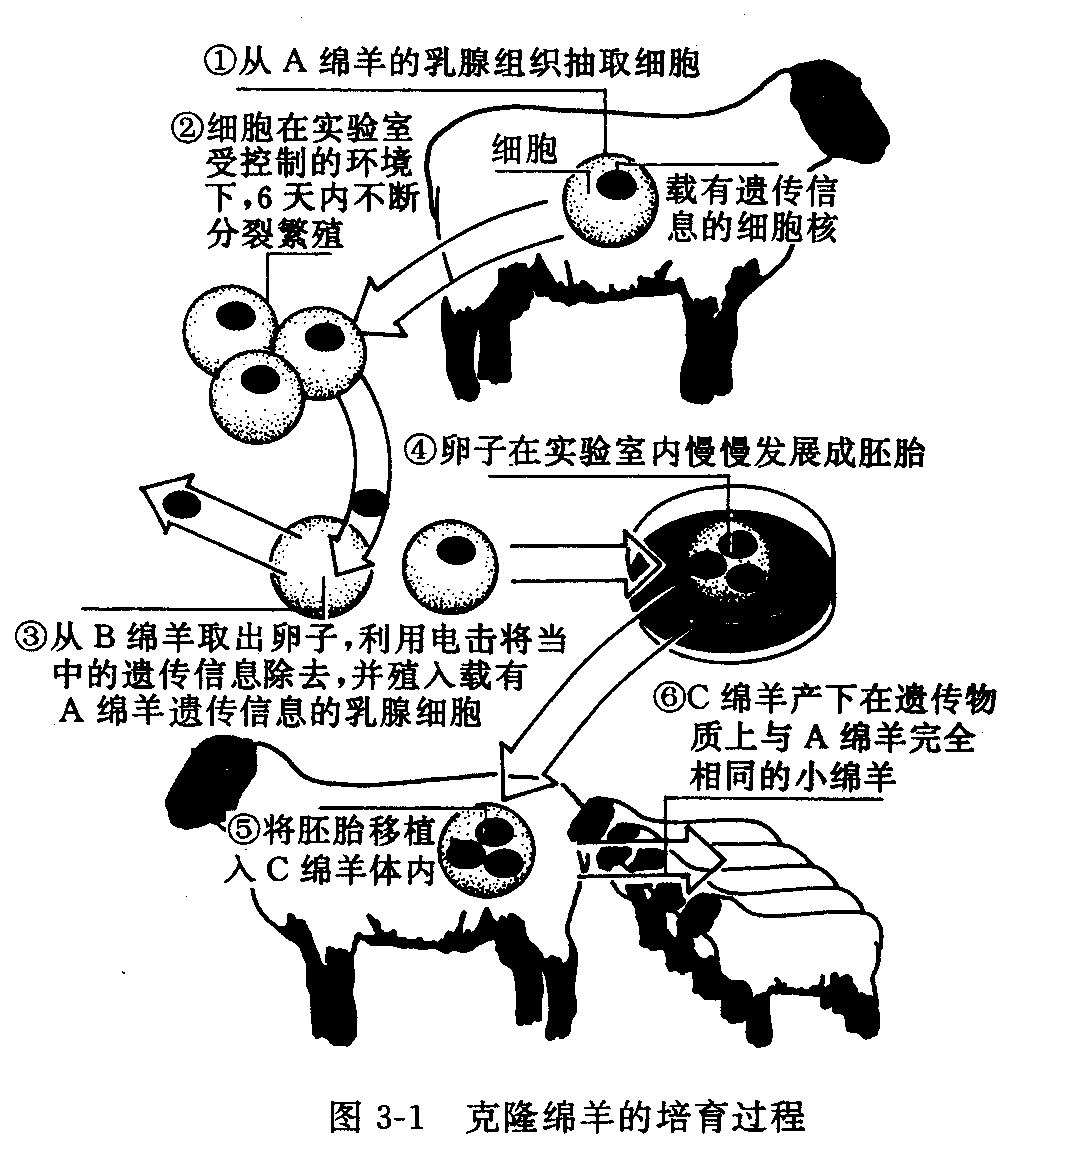 ①从 A 绵羊的乳腺组织抽取细胞
②细胞在实验室
受控制的环境
下,6 天内不断
分裂繁殖
细胞
载有遗传信
息的细胞核
④卵子在实验室内慢慢发展成胚胎
③从 B 绵羊取出卵子,利用电击将当
中的遗传信息除去,并殖入载有
A 绵羊遗传信息的乳腺细胞
⑥C 绵羊产下在遗传物
质上与 A 绵羊完全
相同的小绵羊
⑤将胚胎移植
入 C 绵羊体内
图 3-1 克隆绵羊的培育过程